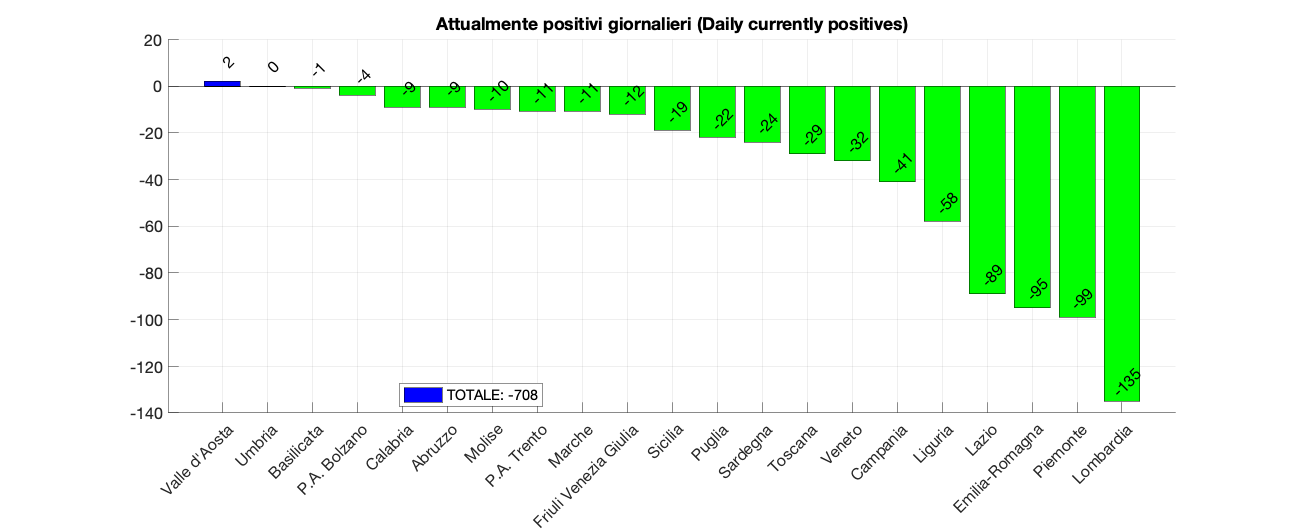 Attualmente positivi giornalieri (Daily currently positives)
20
0
-20
-40
-60
-80
-100
-120
-140
2
0
-1
-4
-9
-9
-10
-11
-11
-12
-19
-22
-24
-29
-32
-41
-58
-89
-95
-99
-135
TOTALE: -708
Valle d'Aosta
Umbria
Basilicata
P.A. Bolzano
Calabria
Abruzzo
Molise
P.A. Trento
Marche
Friuli Venezia Giulia
Sicilia
Puglia
Sardegna
Toscana
Veneto
Campania
Liguria
Lazio
Emilia-Romagna
Piemonte
Lombardia